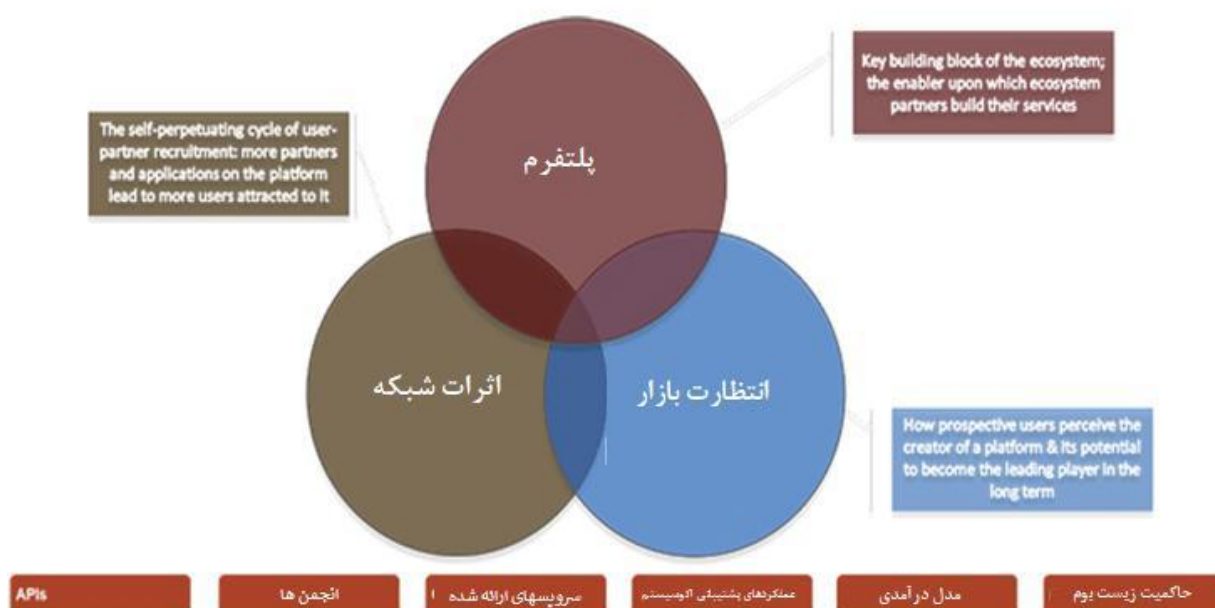 Key building block of the ecosystem;
the enabler upon which ecosystem
partners build their services
The self-perpetuating cycle of user-
partner recruitment: more partners
and applications on the platform
lead to more users attracted to it
پلتفرم
اثرات شبکه
انتظارت بازار
How prospective users perceive the
creator of a platform & its potential
to become the leading player in the
long term
APIs
انجمن ها
سرویسهای ارائه شده
عملکردهای پشتیبانی اکوسیستم
مدل در آمدی
حاکمیت زیست بوم